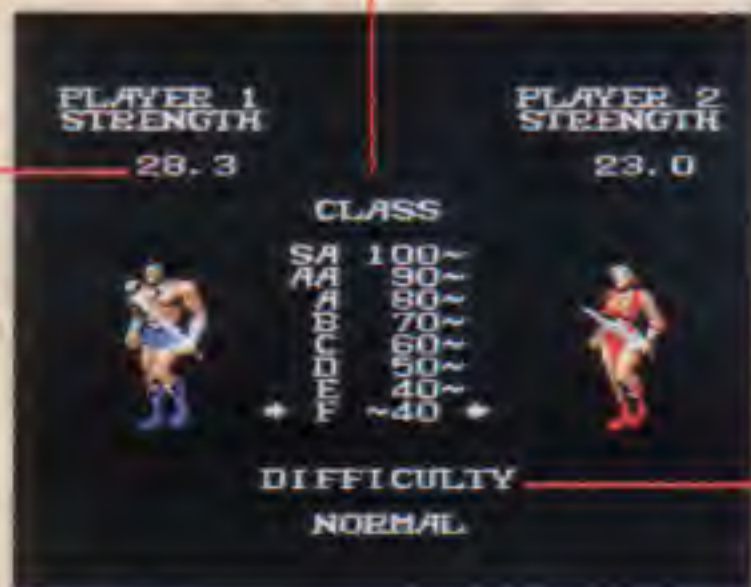 PLAYER 1
STRENGTH
28.3
PLAYER 2
STRENGTH
23.0
CLASS
SA 100~
AA 90~
A 80~
B 70~
C 60~
D 50~
E 40~
F ~40
DIFFICULTY
NORMAL